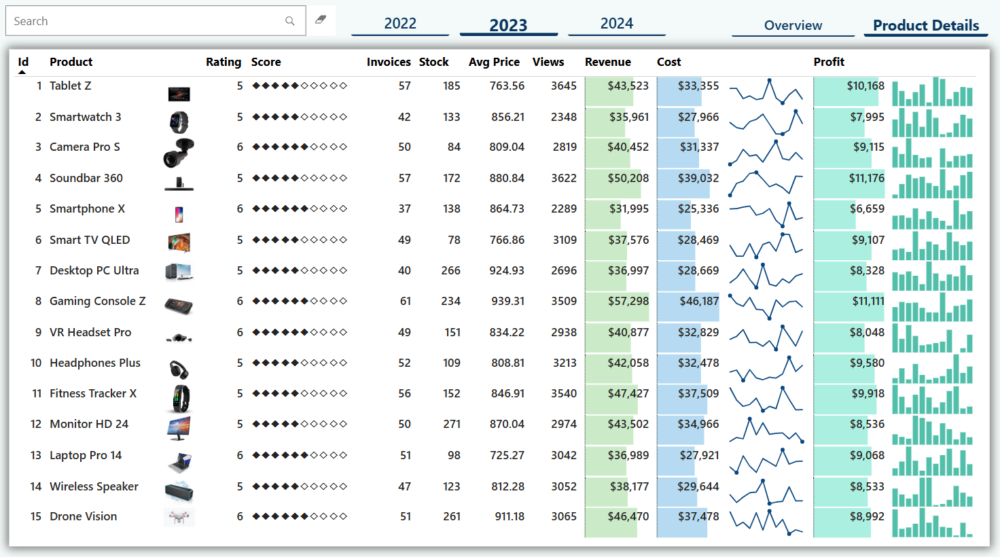 Search
2022 2023 2024 Overview Product Details
Id Product Rating Score Invoices Stock Avg Price Views Revenue Cost Profit
1 Tablet Z 5 ◆◆◆◆◆◇◇◇◇◇ 57 185 763.56 3645 $43,523 $33,355 $10,168
2 Smartwatch 3 5 ◆◆◆◆◆◇◇◇◇◇ 42 133 856.21 2348 $35,961 $27,966 $7,995
3 Camera Pro S 6 ◆◆◆◆◆◆◇◇◇◇ 50 84 809.04 2819 $40,452 $31,337 $9,115
4 Soundbar 360 5 ◆◆◆◆◆◇◇◇◇◇ 57 172 880.84 3622 $50,208 $39,032 $11,176
5 Smartphone X 6 ◆◆◆◆◆◆◇◇◇◇ 37 138 864.73 2289 $31,995 $25,336 $6,659
6 Smart TV QLED 5 ◆◆◆◆◆◇◇◇◇◇ 49 78 766.86 3109 $37,576 $28,469 $9,107
7 Desktop PC Ultra 5 ◆◆◆◆◆◇◇◇◇◇ 40 266 924.93 2696 $36,997 $28,669 $8,328
8 Gaming Console Z 6 ◆◆◆◆◆◆◇◇◇◇ 61 234 939.31 3509 $57,298 $46,187 $11,111
9 VR Headset Pro 6 ◆◆◆◆◆◆◇◇◇◇ 49 151 834.22 2938 $40,877 $32,829 $8,048
10 Headphones Plus 5 ◆◆◆◆◆◇◇◇◇◇ 52 109 808.81 3213 $42,058 $32,478 $9,580
11 Fitness Tracker X 5 ◆◆◆◆◆◇◇◇◇◇ 56 152 846.91 3540 $47,427 $37,509 $9,918
12 Monitor HD 24 5 ◆◆◆◆◆◇◇◇◇◇ 50 271 870.04 2974 $43,502 $34,966 $8,536
13 Laptop Pro 14 6 ◆◆◆◆◆◆◇◇◇◇ 51 98 725.27 3042 $36,989 $27,921 $9,068
14 Wireless Speaker 5 ◆◆◆◆◆◇◇◇◇◇ 47 123 812.28 3052 $38,177 $29,644 $8,533
15 Drone Vision 6 ◆◆◆◆◆◆◇◇◇◇ 51 261 911.18 3065 $46,470 $37,478 $8,992